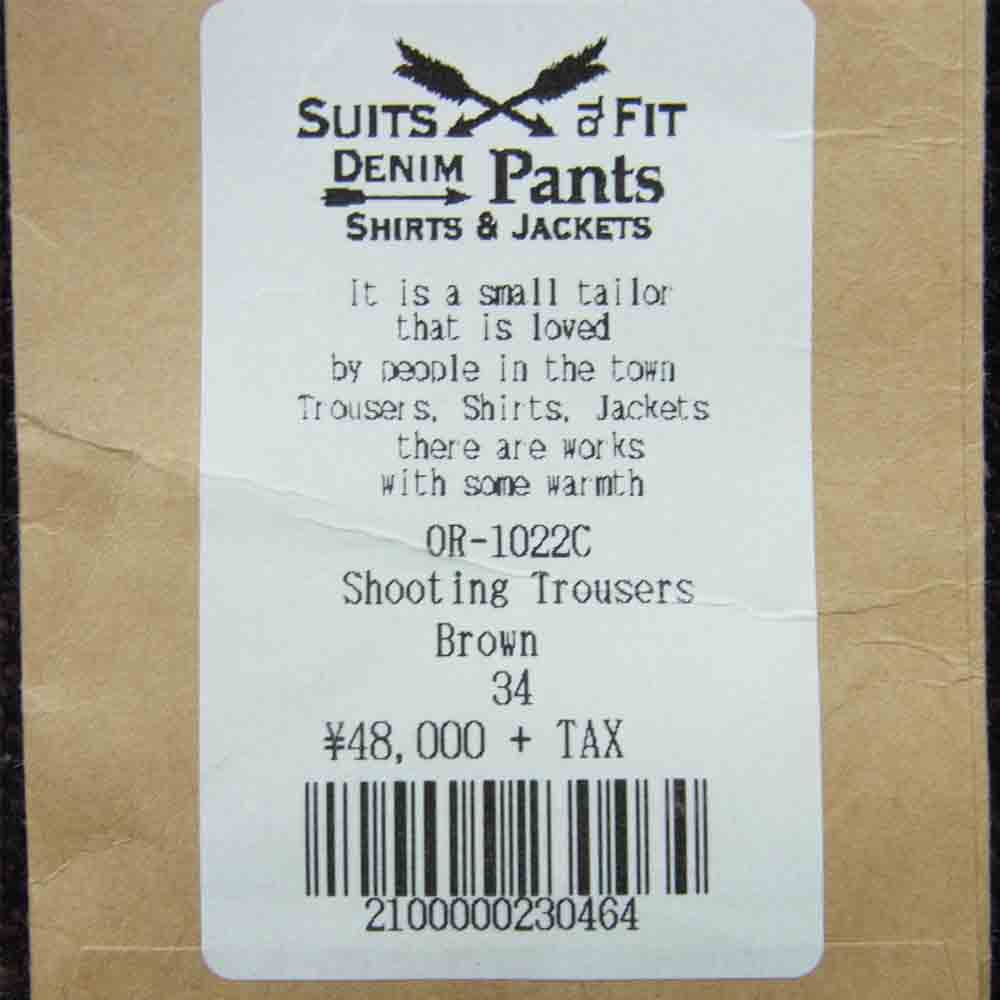 SUITS to FIT
DENIM Pants
SHIRTS & JACKETS
It is a small tailor
that is loved
by people in the town
Trousers, Shirts, Jackets
there are works
with some warmth
OR-1022C
Shooting Trousers
Brown
34
¥48,000 + TAX
2100000230464